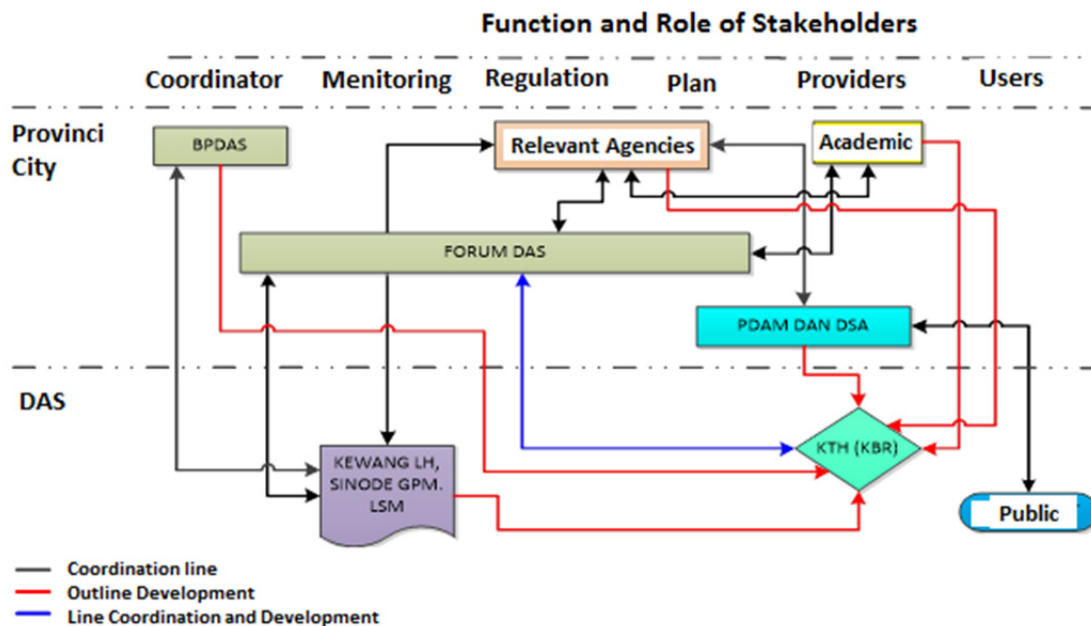 Function and Role of Stakeholders
Coordinator Menitoring Regulation Plan Providers Users
Provinci
City
BPDAS
Relevant Agencies
Academic
FORUM DAS
PDAM DAN DSA
DAS
KTH (KBR)
KEWANG LH,
SINODE GPM.
LSM
Public
Coordination line
Outline Development
Line Coordination and Development